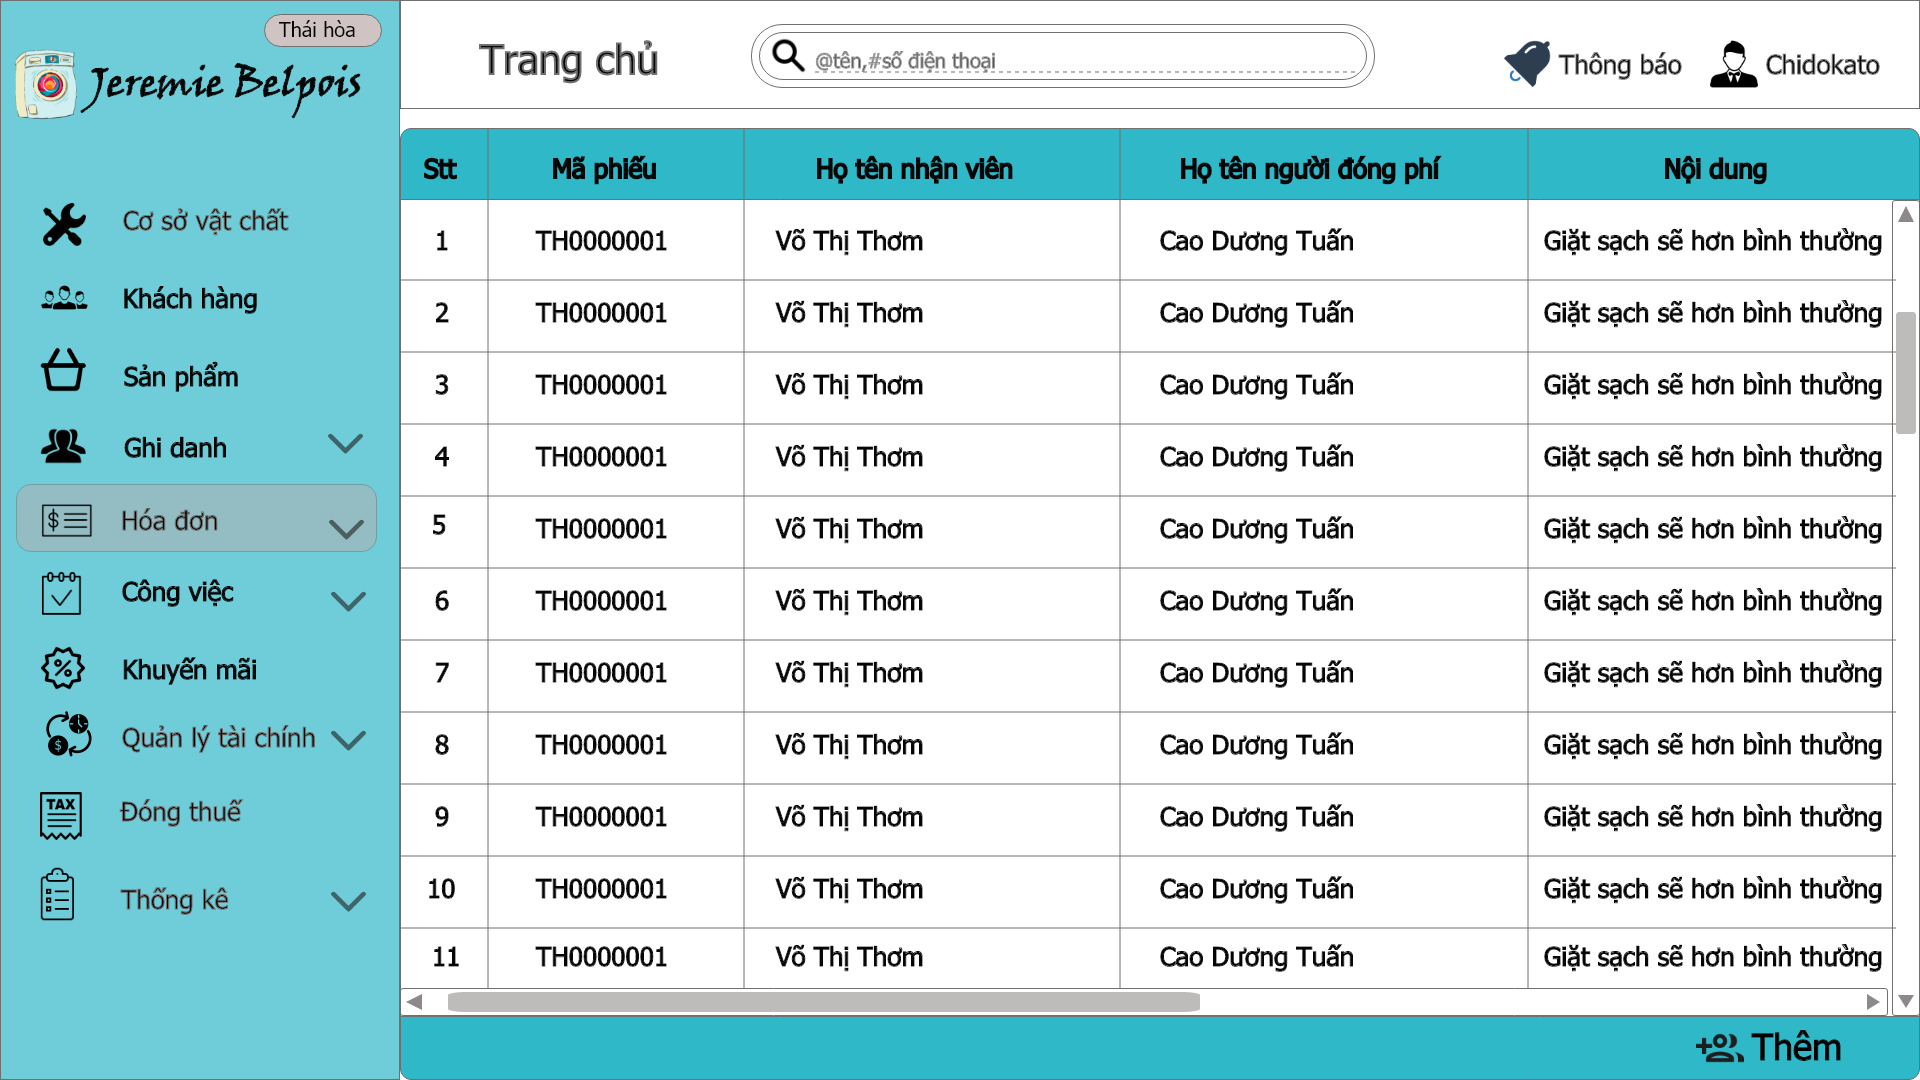 Thái hòa
Jeremie Belpois
Cơ sở vật chất
Khách hàng
Sản phẩm
Ghi danh
$ Hóa đơn
Công việc
% Khuyến mãi
$ Quản lý tài chính
TAX Đóng thuế
Thống kê
Trang chủ
@tên,#số điện thoại
Thông báo
Chidokato
Stt Mã phiếu Họ tên nhận viên Họ tên người đóng phí Nội dung
1 TH0000001 Võ Thị Thơm Cao Dương Tuấn Giặt sạch sẽ hơn bình thường
2 TH0000001 Võ Thị Thơm Cao Dương Tuấn Giặt sạch sẽ hơn bình thường
3 TH0000001 Võ Thị Thơm Cao Dương Tuấn Giặt sạch sẽ hơn bình thường
4 TH0000001 Võ Thị Thơm Cao Dương Tuấn Giặt sạch sẽ hơn bình thường
5 TH0000001 Võ Thị Thơm Cao Dương Tuấn Giặt sạch sẽ hơn bình thường
6 TH0000001 Võ Thị Thơm Cao Dương Tuấn Giặt sạch sẽ hơn bình thường
7 TH0000001 Võ Thị Thơm Cao Dương Tuấn Giặt sạch sẽ hơn bình thường
8 TH0000001 Võ Thị Thơm Cao Dương Tuấn Giặt sạch sẽ hơn bình thường
9 TH0000001 Võ Thị Thơm Cao Dương Tuấn Giặt sạch sẽ hơn bình thường
10 TH0000001 Võ Thị Thơm Cao Dương Tuấn Giặt sạch sẽ hơn bình thường
11 TH0000001 Võ Thị Thơm Cao Dương Tuấn Giặt sạch sẽ hơn bình thường
Thêm